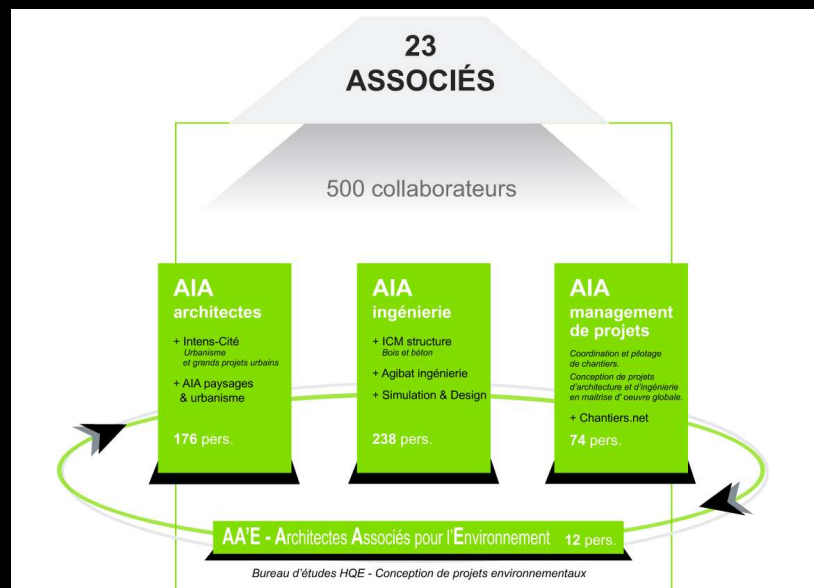 23
ASSOCIÉS
500 collaborateurs
AIA
architectes
+ Intens-Cité
Urbanisme
et grands projets urbains
+ AIA paysages
& urbanisme
176 pers.
AIA
ingénierie
+ ICM structure
Bois et béton
+ Agibat ingénierie
+ Simulation & Design
238 pers.
AIA
management
de projets
Coordination et pilotage
de chantiers.
Conception de projets
d'architecture et d'ingénierie
en maitrise d' oeuvre globale.
+ Chantiers.net
74 pers.
AA'E - Architectes Associés pour l'Environnement 12 pers.
Bureau d'études HQE - Conception de projets environnementaux